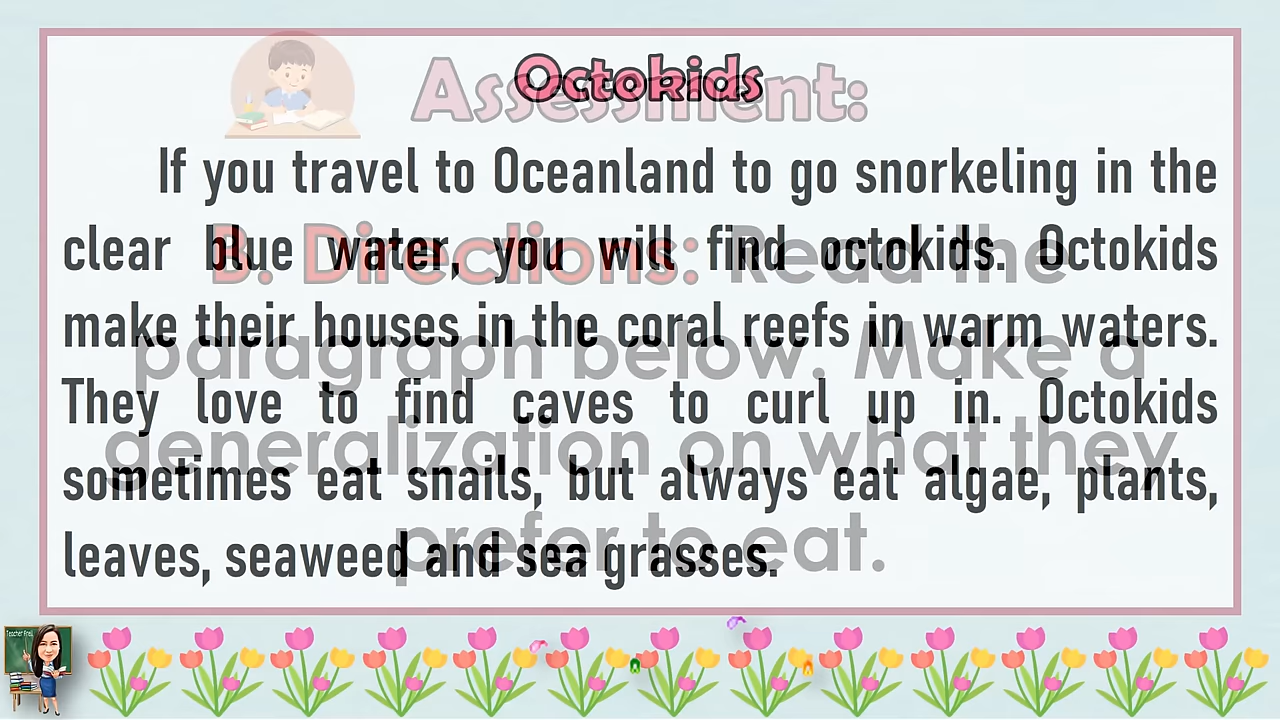 Assessment:
B. Directions: Read the
paragraph below. Make a
generalization on what they
prefer to eat.
Octokids
If you travel to Oceanland to go snorkeling in the
clear blue water, you will find octokids. Octokids
make their houses in the coral reefs in warm waters.
They love to find caves to curl up in. Octokids
sometimes eat snails, but always eat algae, plants,
leaves, seaweed and sea grasses.